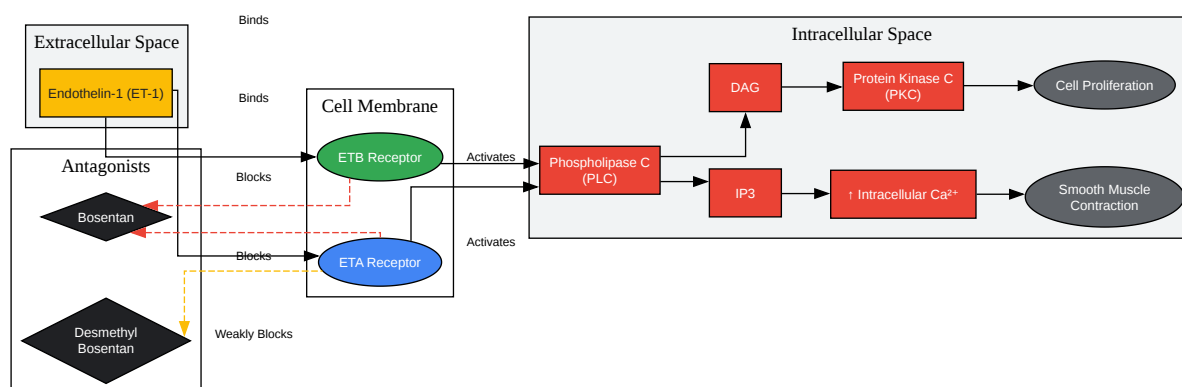 Binds
Extracellular Space
Endothelin-1 (ET-1)
Binds
Antagonists
Blocks
Bosentan
Blocks
Desmethyl
Bosentan
Weakly Blocks
Cell Membrane
ETB Receptor
ETA Receptor
Activates
Activates
Intracellular Space
Phospholipase C
(PLC)
DAG
Protein Kinase C
(PKC)
Cell Proliferation
IP3
↑ Intracellular Ca²⁺
Smooth Muscle
Contraction